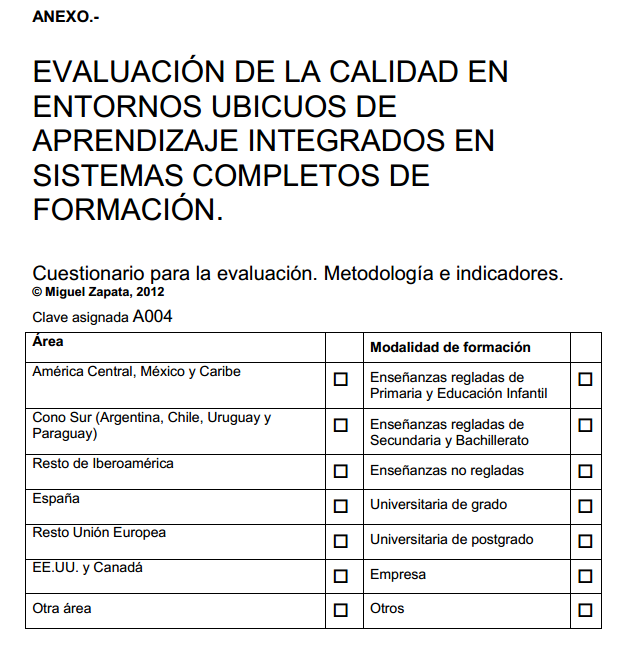 ANEXO.-
EVALUACIÓN DE LA CALIDAD EN
ENTORNOS UBICUOS DE
APRENDIZAJE INTEGRADOS EN
SISTEMAS COMPLETOS DE
FORMACIÓN.
Cuestionario para la evaluación. Metodología e indicadores.
© Miguel Zapata, 2012
Clave asignada A004
Área
Modalidad de formación
América Central, México y Caribe
Enseñanzas regladas de
Primaria y Educación Infantil
Cono Sur (Argentina, Chile, Uruguay y
Paraguay)
Enseñanzas regladas de
Secundaria y Bachillerato
Resto de Iberoamérica
Enseñanzas no regladas
España
Universitaria de grado
Resto Unión Europea
Universitaria de postgrado
EE.UU. y Canadá
Empresa
Otra área
Otros